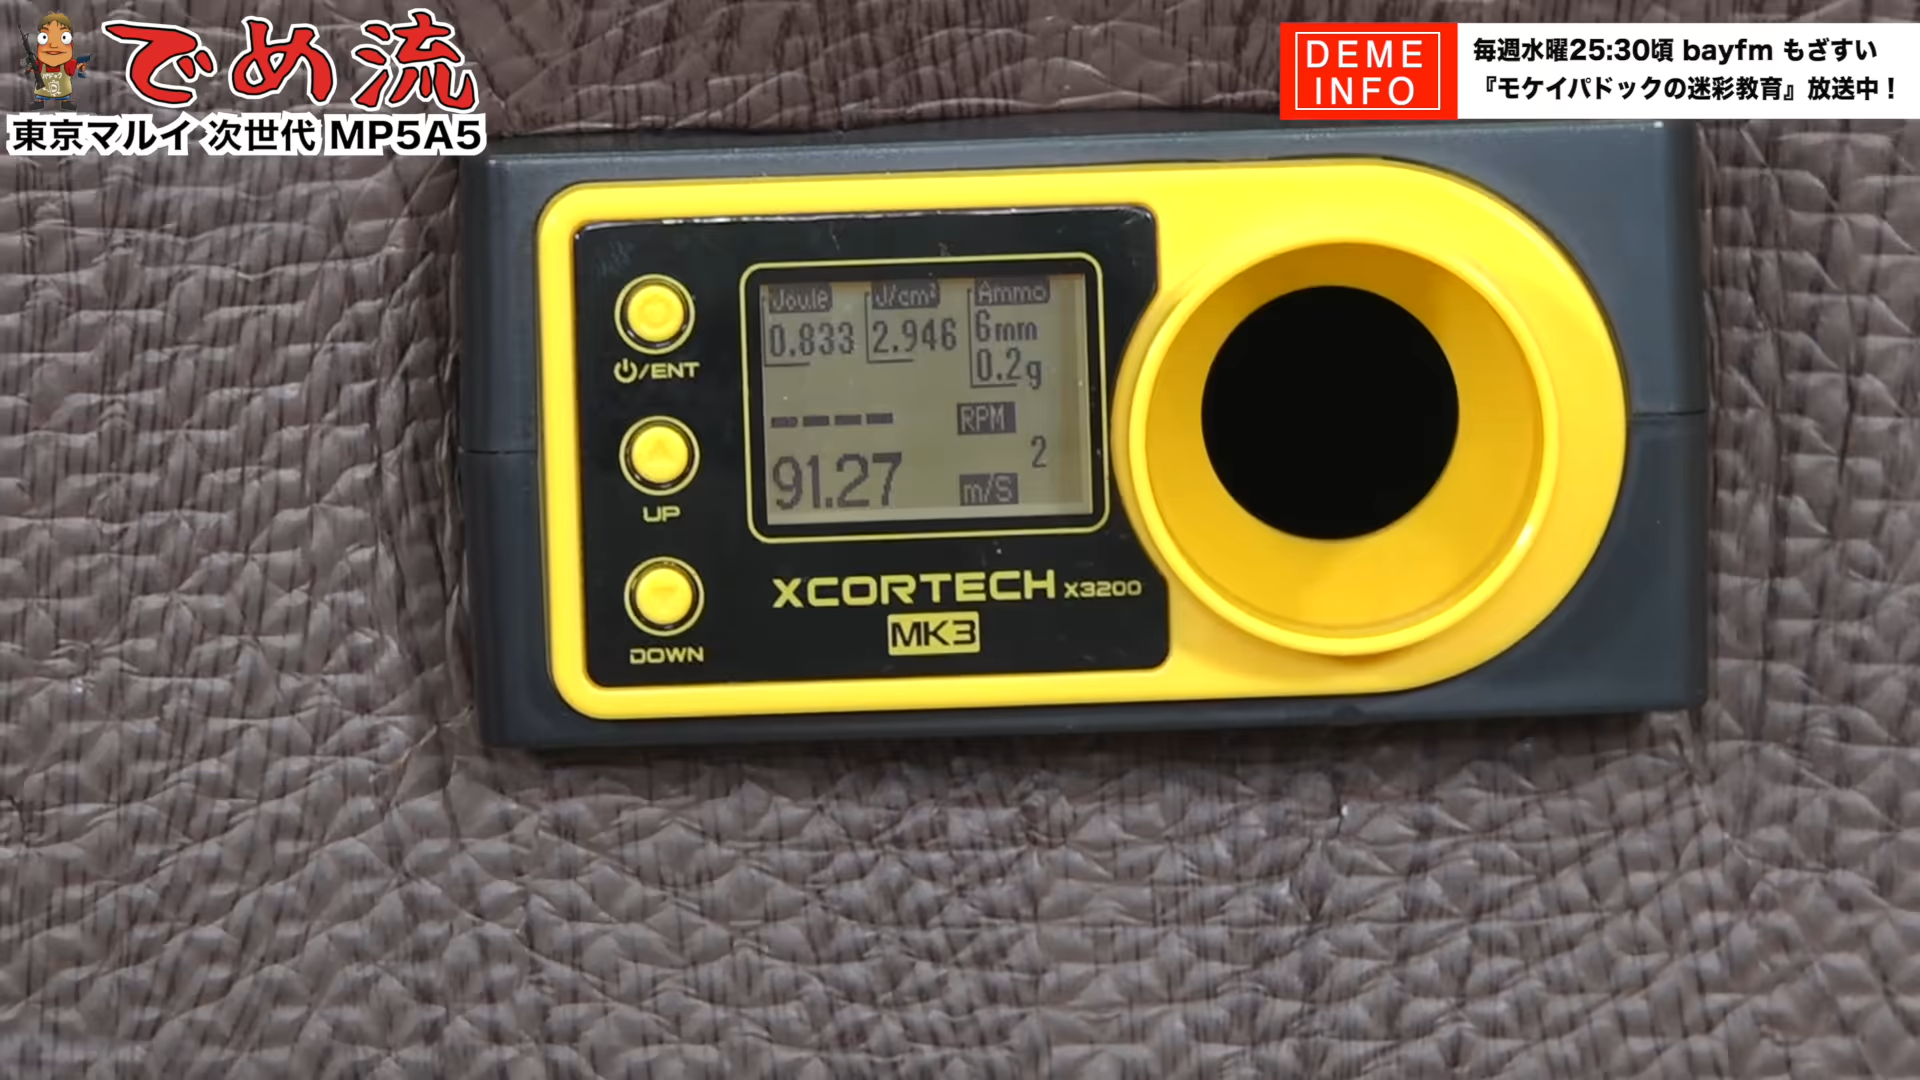 でめ流
東京マルイ 次世代 MP5A5
DEME
INFO
毎週水曜25:30頃 bayfm もざすい
『モケイパドックの迷彩教育』放送中！
Joule
J/cm²
Ammo
0.833
2.946
6mm
0.2g
---- RPM
2
91.27 m/S
/ENT
UP
DOWN
XCORTECH X3200
MK3